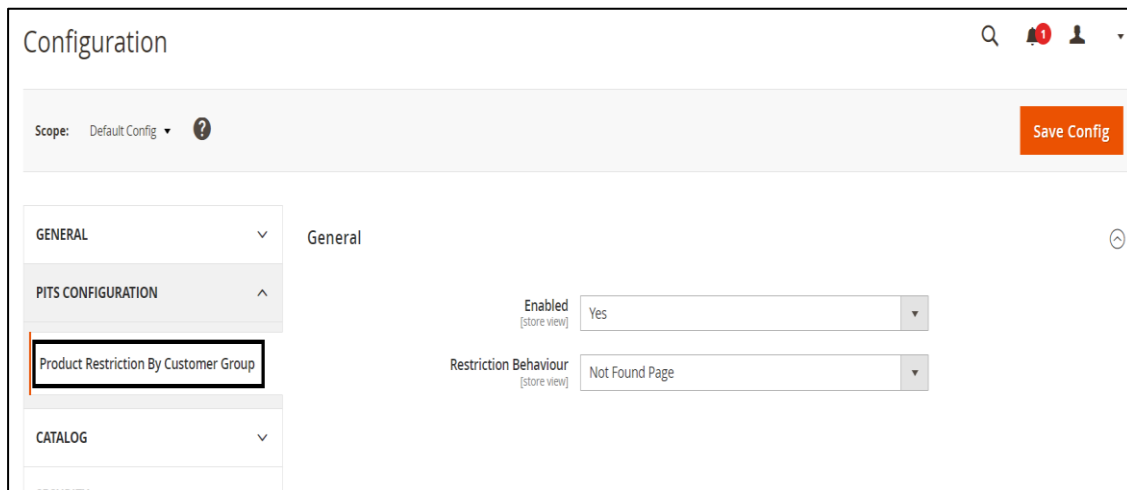 Configuration
1
Scope: Default Config ?
Save Config
GENERAL
PITS CONFIGURATION
Product Restriction By Customer Group
CATALOG
General
Enabled
[store view]
Yes
Restriction Behaviour
[store view]
Not Found Page